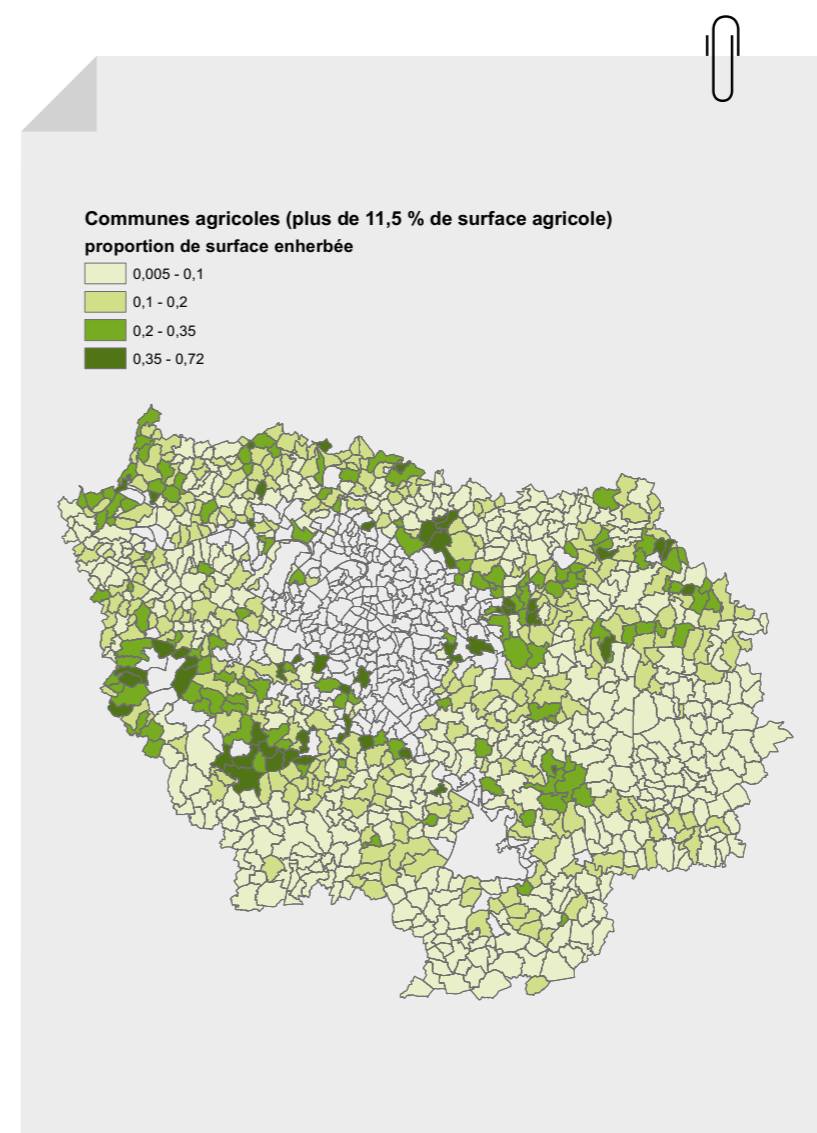 Communes agricoles (plus de 11,5 % de surface agricole)
proportion de surface enherbée
0,005 - 0,1
0,1 - 0,2
0,2 - 0,35
0,35 - 0,72